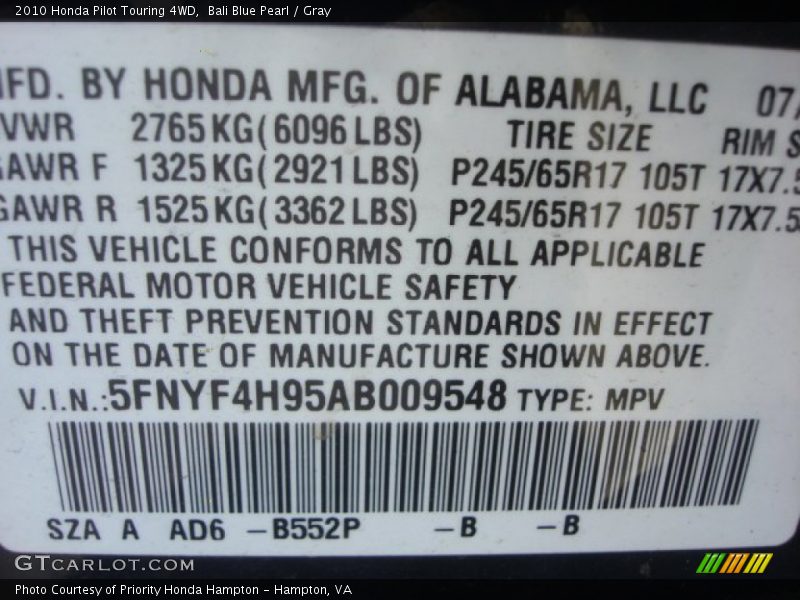 2010 Honda Pilot Touring 4WD,  Bali Blue Pearl / Gray
MFD. BY HONDA MFG. OF ALABAMA, LLC 07,
VWR 2765KG(6096LBS) TIRE SIZE RIM S
GAWR F 1325KG(2921LBS) P245/65R17 105T 17X7.5
GAWR R 1525KG(3362LBS) P245/65R17 105T 17X7.5
THIS VEHICLE CONFORMS TO ALL APPLICABLE
FEDERAL MOTOR VEHICLE SAFETY
AND THEFT PREVENTION STANDARDS IN EFFECT
ON THE DATE OF MANUFACTURE SHOWN ABOVE.
V.I.N.:5FNYF4H95AB009548 TYPE: MPV
SZA A AD6 -B552P -B -B
GTCARLOT.COM
Photo Courtesy of Priority Honda Hampton – Hampton, VA